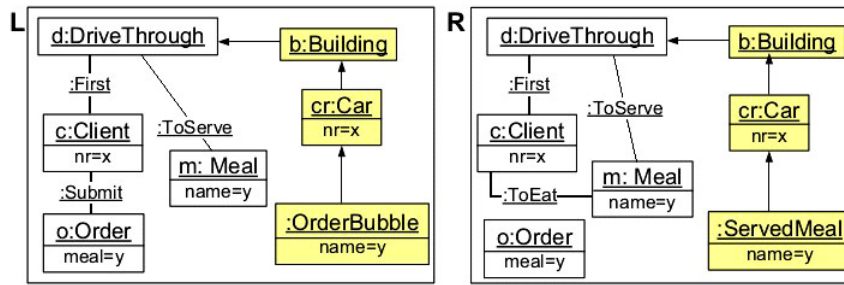 L
d:DriveThrough
b:Building
:First
cr:Car
nr=x
c:Client
nr=x
:ToServe
m: Meal
name=y
:Submit
o:Order
meal=y
:OrderBubble
name=y
R
d:DriveThrough
b:Building
:First
cr:Car
nr=x
:ToServe
c:Client
nr=x
m: Meal
name=y
:ToEat
o:Order
meal=y
:ServedMeal
name=y